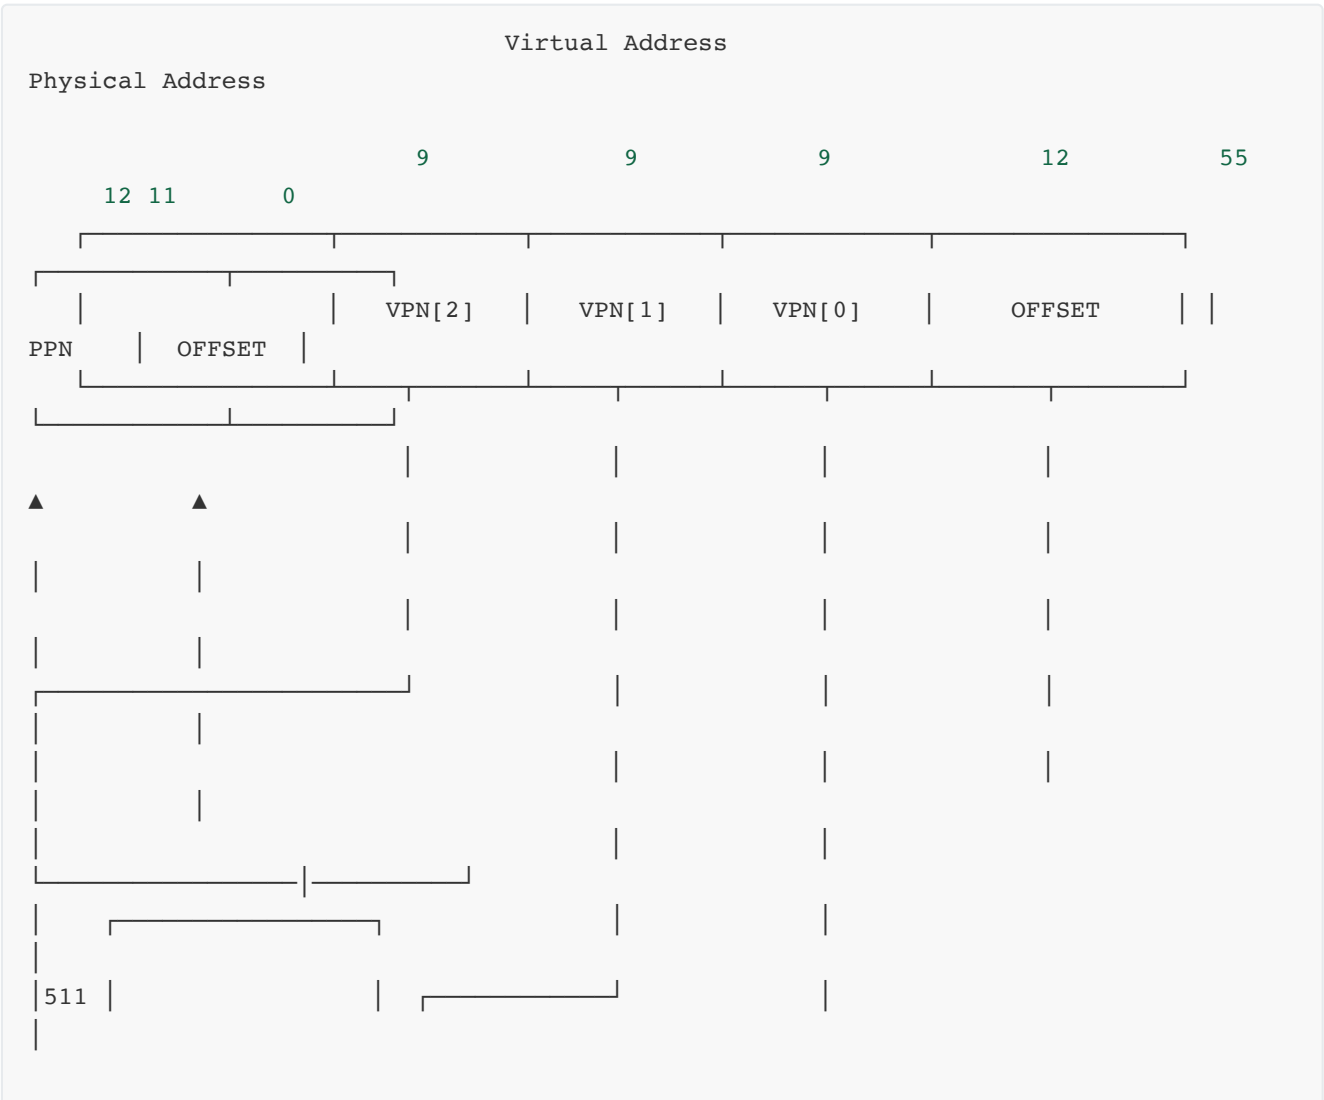 Virtual Address
Physical Address
9 9 9 12 55
12 11 0
VPN[2] VPN[1] VPN[0] OFFSET
PPN OFFSET
511